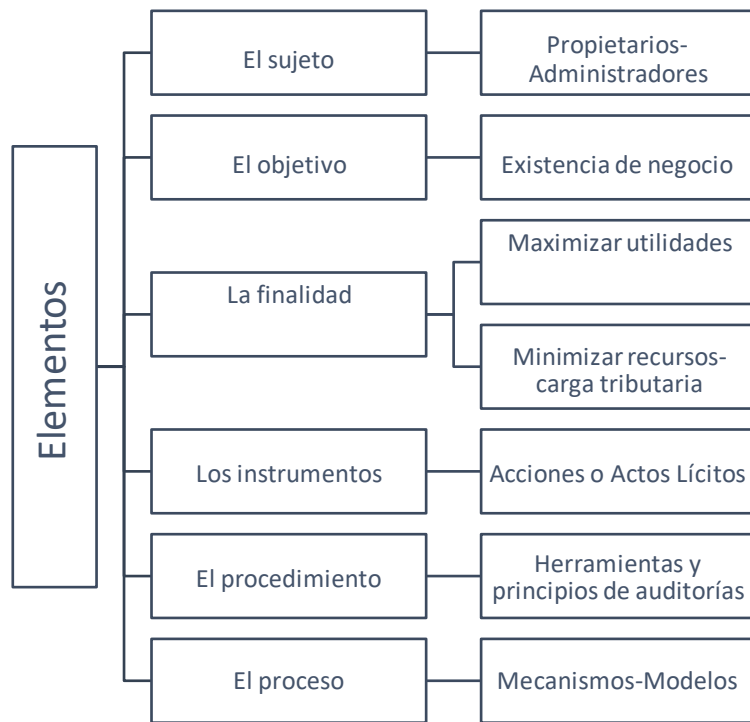 Elementos
El sujeto
Propietarios-
Administradores
El objetivo
Existencia de negocio
La finalidad
Maximizar utilidades
Minimizar recursos-
carga tributaria
Los instrumentos
Acciones o Actos Lícitos
El procedimiento
Herramientas y
principios de auditorías
El proceso
Mecanismos-Modelos